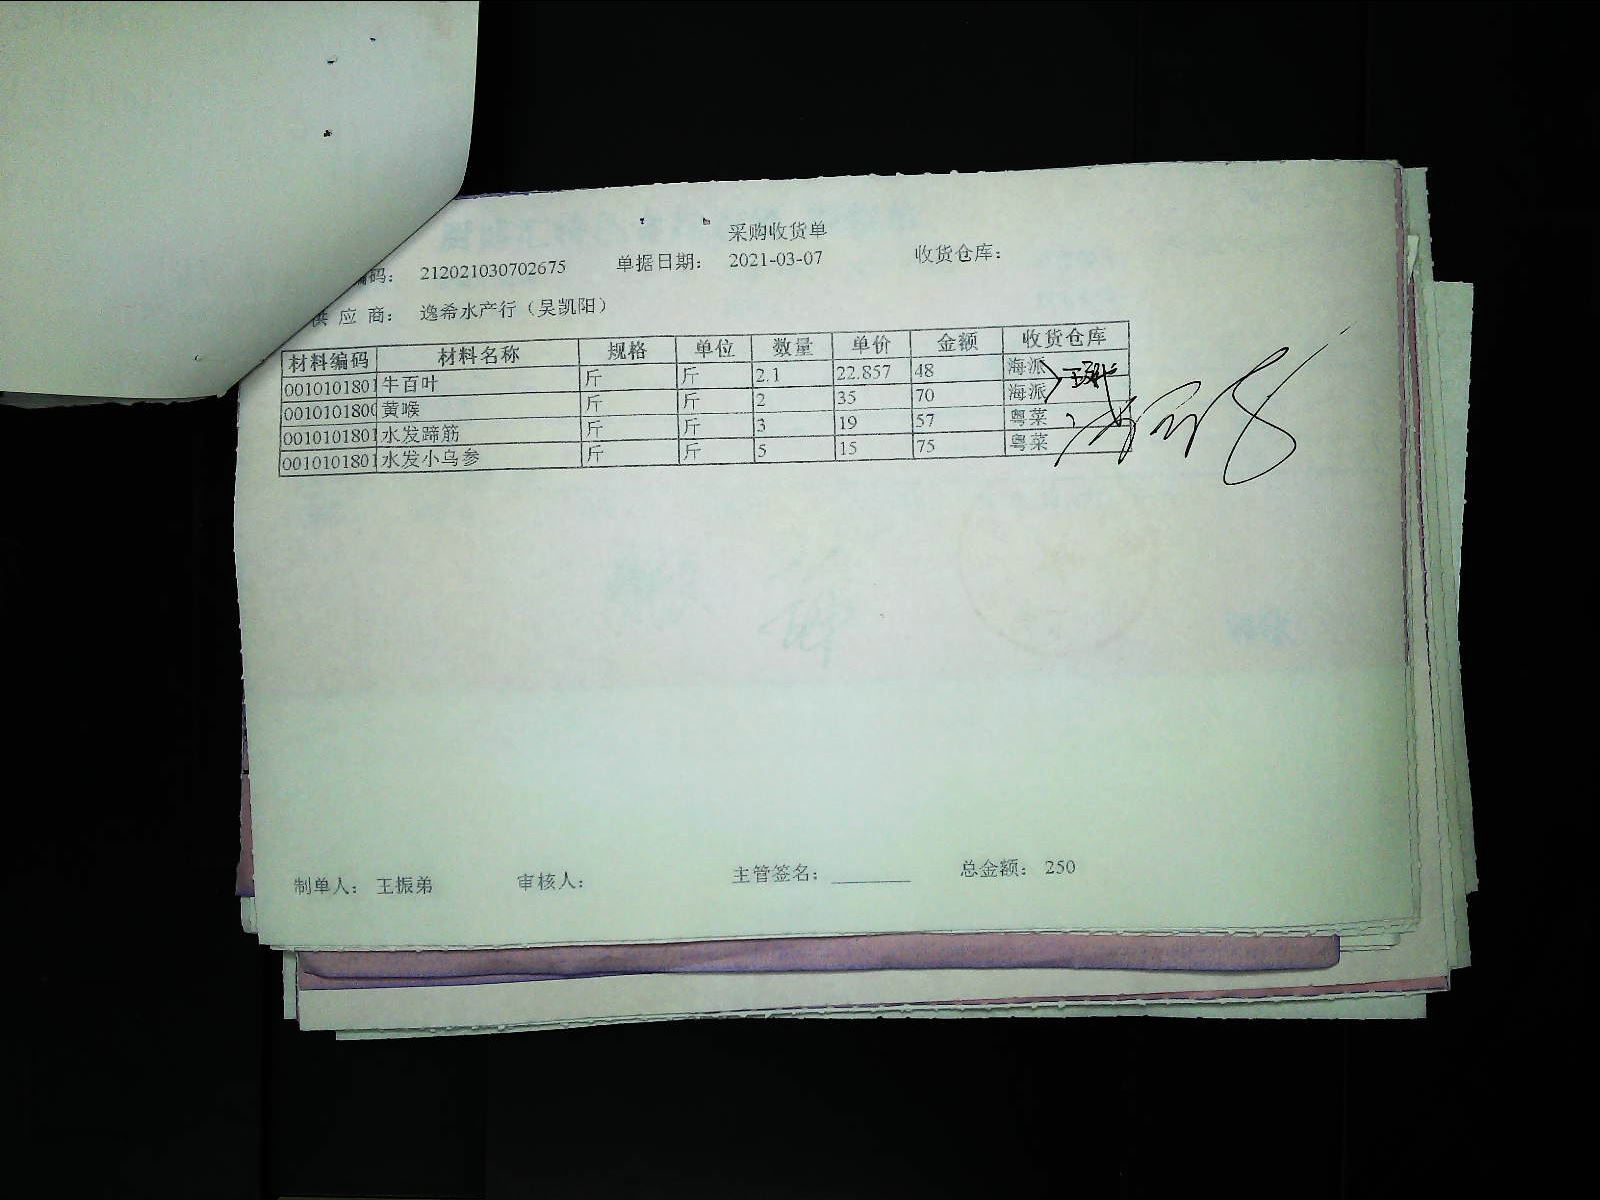 采购收货单
编码: 212021030702675 单据日期: 2021-03-07 收货仓库:
供应商: 逸希水产行（吴凯阳）
材料编码 材料名称 规格 单位 数量 单价 金额 收货仓库
0010101801 牛百叶 斤 斤 2.1 22.857 48 海派
0010101800 黄喉 斤 斤 2 35 70 海派
0010101801 水发蹄筋 斤 斤 3 19 57 粤菜
0010101801 水发小乌参 斤 斤 5 15 75 粤菜
制单人: 王振弟 审核人: 主管签名: ________ 总金额: 250